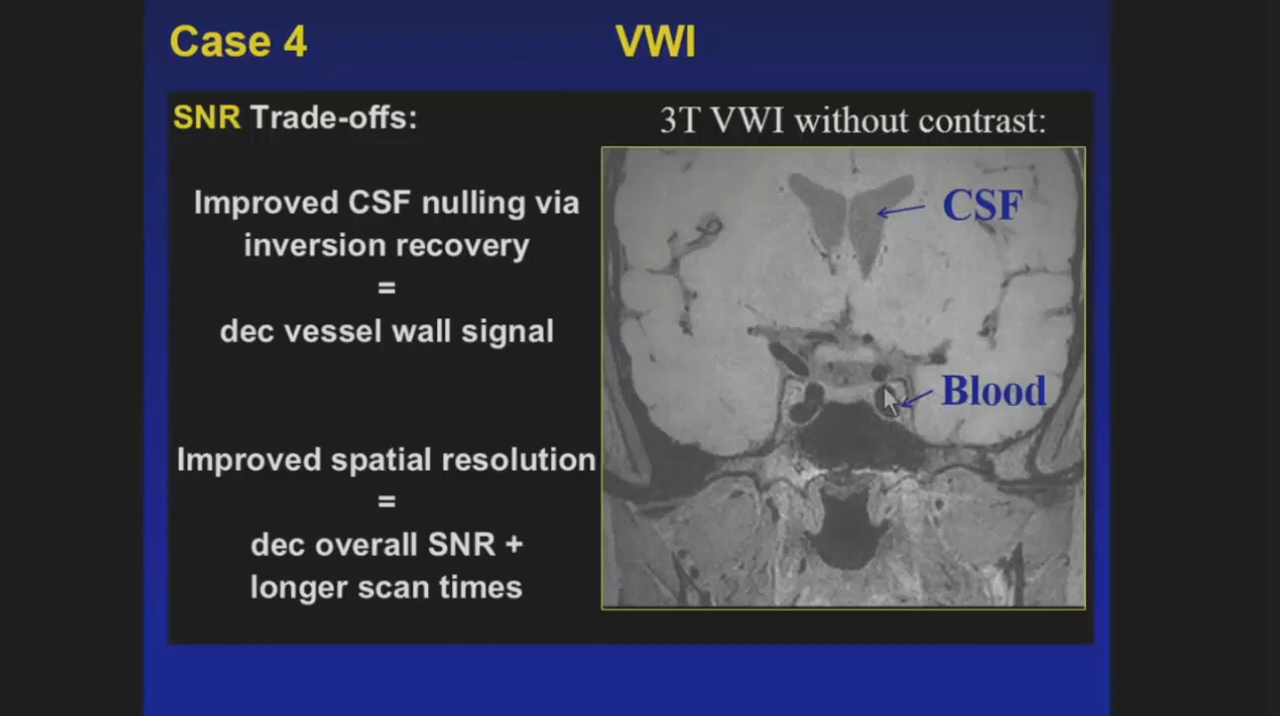 Case 4
VWI
SNR Trade-offs:
Improved CSF nulling via
inversion recovery
=
dec vessel wall signal
Improved spatial resolution
=
dec overall SNR +
longer scan times
3T VWI without contrast:
CSF
Blood